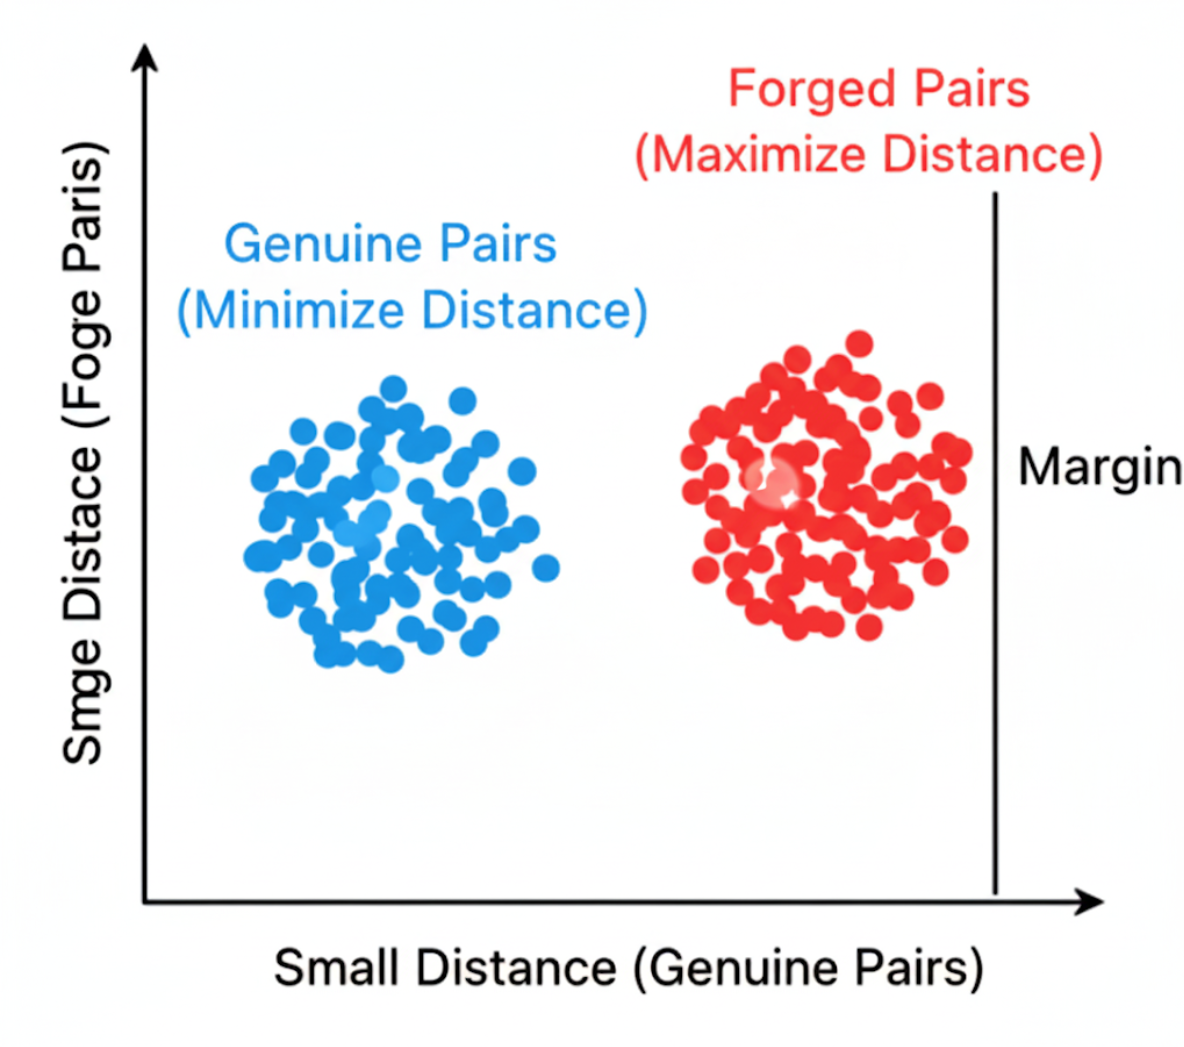 Forged Pairs
(Maximize Distance)
Genuine Pairs
(Minimize Distance)
Smge Distace (Foge Paris)
Margin
Small Distance (Genuine Pairs)